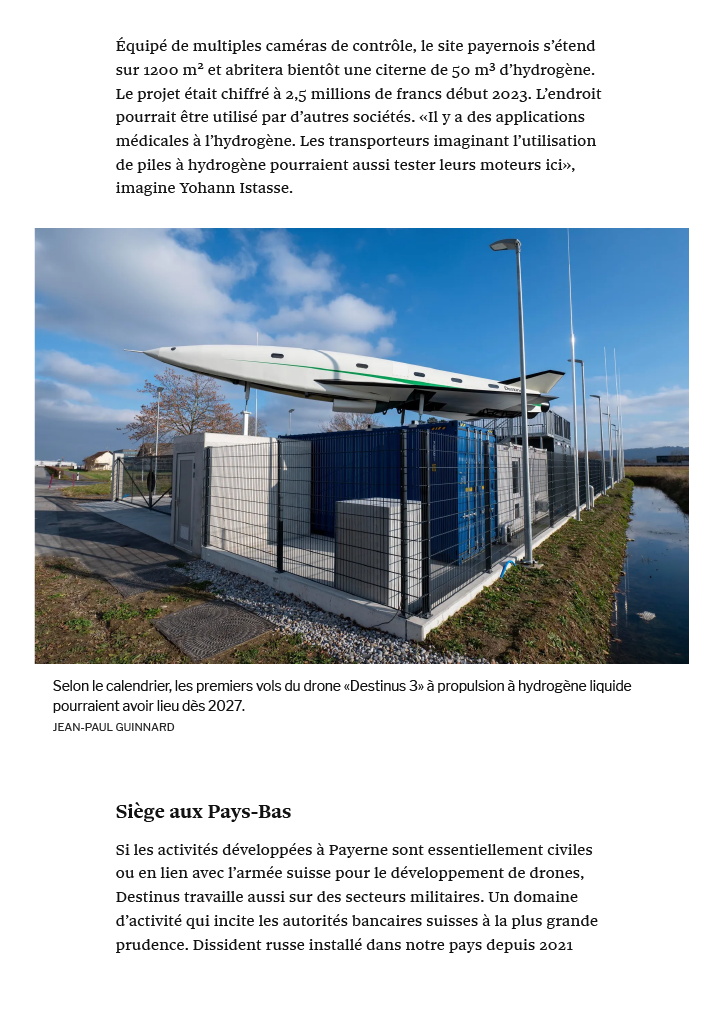 Équipé de multiples caméras de contrôle, le site payernois s’étend
sur 1200 m² et abritera bientôt une citerne de 50 m³ d’hydrogène.
Le projet était chiffré à 2,5 millions de francs début 2023. L’endroit
pourrait être utilisé par d’autres sociétés. «Il y a des applications
médicales à l’hydrogène. Les transporteurs imaginant l’utilisation
de piles à hydrogène pourraient aussi tester leurs moteurs ici»,
imagine Yohann Istasse.
Selon le calendrier, les premiers vols du drone «Destinus 3» à propulsion à hydrogène liquide
pourraient avoir lieu dès 2027.
JEAN-PAUL GUINNARD
Siège aux Pays-Bas
Si les activités développées à Payerne sont essentiellement civiles
ou en lien avec l’armée suisse pour le développement de drones,
Destinus travaille aussi sur des secteurs militaires. Un domaine
d’activité qui incite les autorités bancaires suisses à la plus grande
prudence. Dissident russe installé dans notre pays depuis 2021